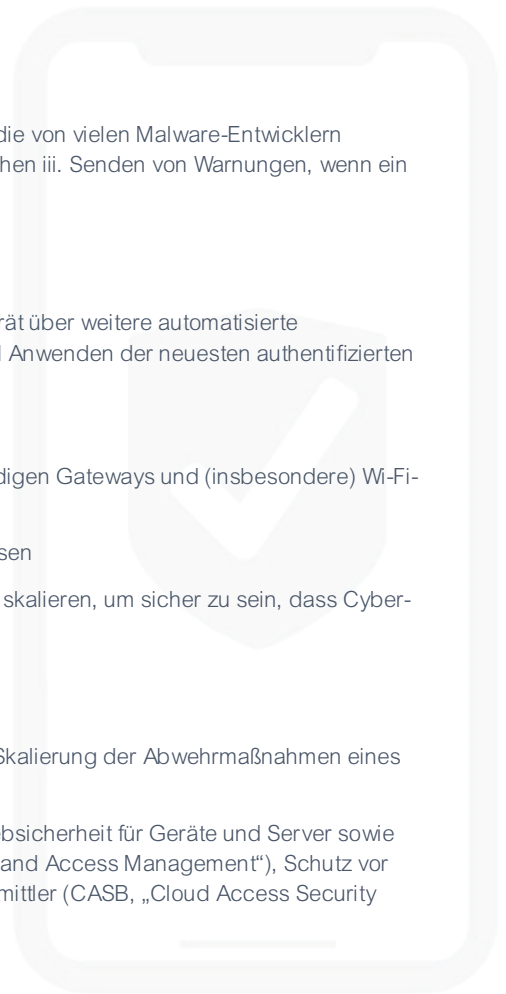 die von vielen Malware-Entwicklern
hen iii. Senden von Warnungen, wenn ein
rät über weitere automatisierte
Anwenden der neuesten authentifizierten
digen Gateways und (insbesondere) Wi-Fi-
sen
skalieren, um sicher zu sein, dass Cyber-
Skalierung der Abwehrmaßnahmen eines
bsicherheit für Geräte und Server sowie
and Access Management“), Schutz vor
mittler (CASB, „Cloud Access Security